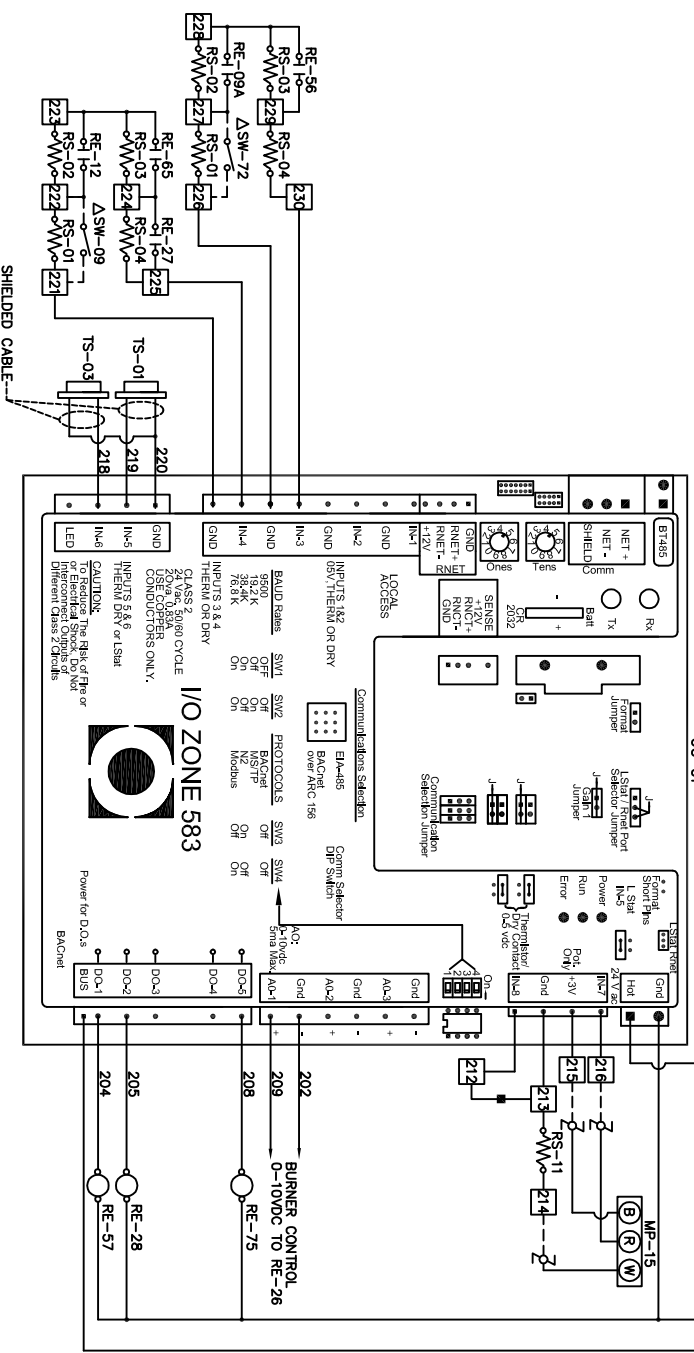 228
RE-09A
RS-02
227
△SW-72
RS-01
226
RE-56
RS-03
229
RS-04
230
223
RE-12
RS-02
222
△SW-09
RS-01
221
RE-65
RS-03
224
RE-27
RS-04
225
SHIELDED CABLE
TS-03
TS-01
218
219
220
BT485
NET +
NET -
SHIELD
Comm
Tens
Ones
GND
RNET+
RNET-
+12V
RNET
IN-1
GND
IN-2
GND
IN-3
GND
IN-4
GND
GND
IN-5
IN-6
LED
Rx
Tx
Batt
+
-
CR
2032
SENSE
+12V
RNCT+
RNCT-
GND
LOCAL
ACCESS
INPUTS 1&2
05V,THERM OR DRY
BAUD Rates
9500
19.2 K
38.4K
76.8 K
SW1
OFF
Off
On
On
SW2
Off
On
Off
On
PROTOCOLS
BACnet
MS/TP
N2
Modbus
SW3
Off
On
Off
SW4
Off
Off
On
INPUTS 3 & 4
THERM OR DRY
CLASS 2
24 Vac, 50/60 CYCLE
20va, 0.83A
USE COPPER
CONDUCTORS ONLY.
INPUTS 5 & 6
THERM DRY or LStat
CAUTION:
To Reduce The Risk of Fire or
or Electrical Shock, Do Not
Interconnect Outputs of
Different Class 2 Circuits
I/O ZONE 583
Communications Selection
EIA-485
BACnet
over ARC 156
Format
Jumper
LStat / Rnet Port
Selector Jumper
J
Gain 1
Jumper
J
J
J
Communication
Selection Jumper
Comm Selector
DIP Switch
Format
Short Pins
L Stat
IN-5
LStat Rnet
Power
Run
Error
Pot.
Only
Thermistor/
Dry Contact
0-5 vdc
On
1
2
3
4
24 V ac
Gnd
Hot
IN-7
+3V
Gnd
IN-8
Gnd
AO-3
Gnd
AO-2
Gnd
AO-1
AO:
0-10vdc
5ma Max.
DO-5
DO-4
DO-3
DO-2
DO-1
BUS
Power for D.O.s
BACnet
216
215
213
212
RS-11
214
MP-15
B
R
W
202
209
BURNER CONTROL
0-10VDC TO RE-26
208
RE-75
205
RE-28
204
RE-57